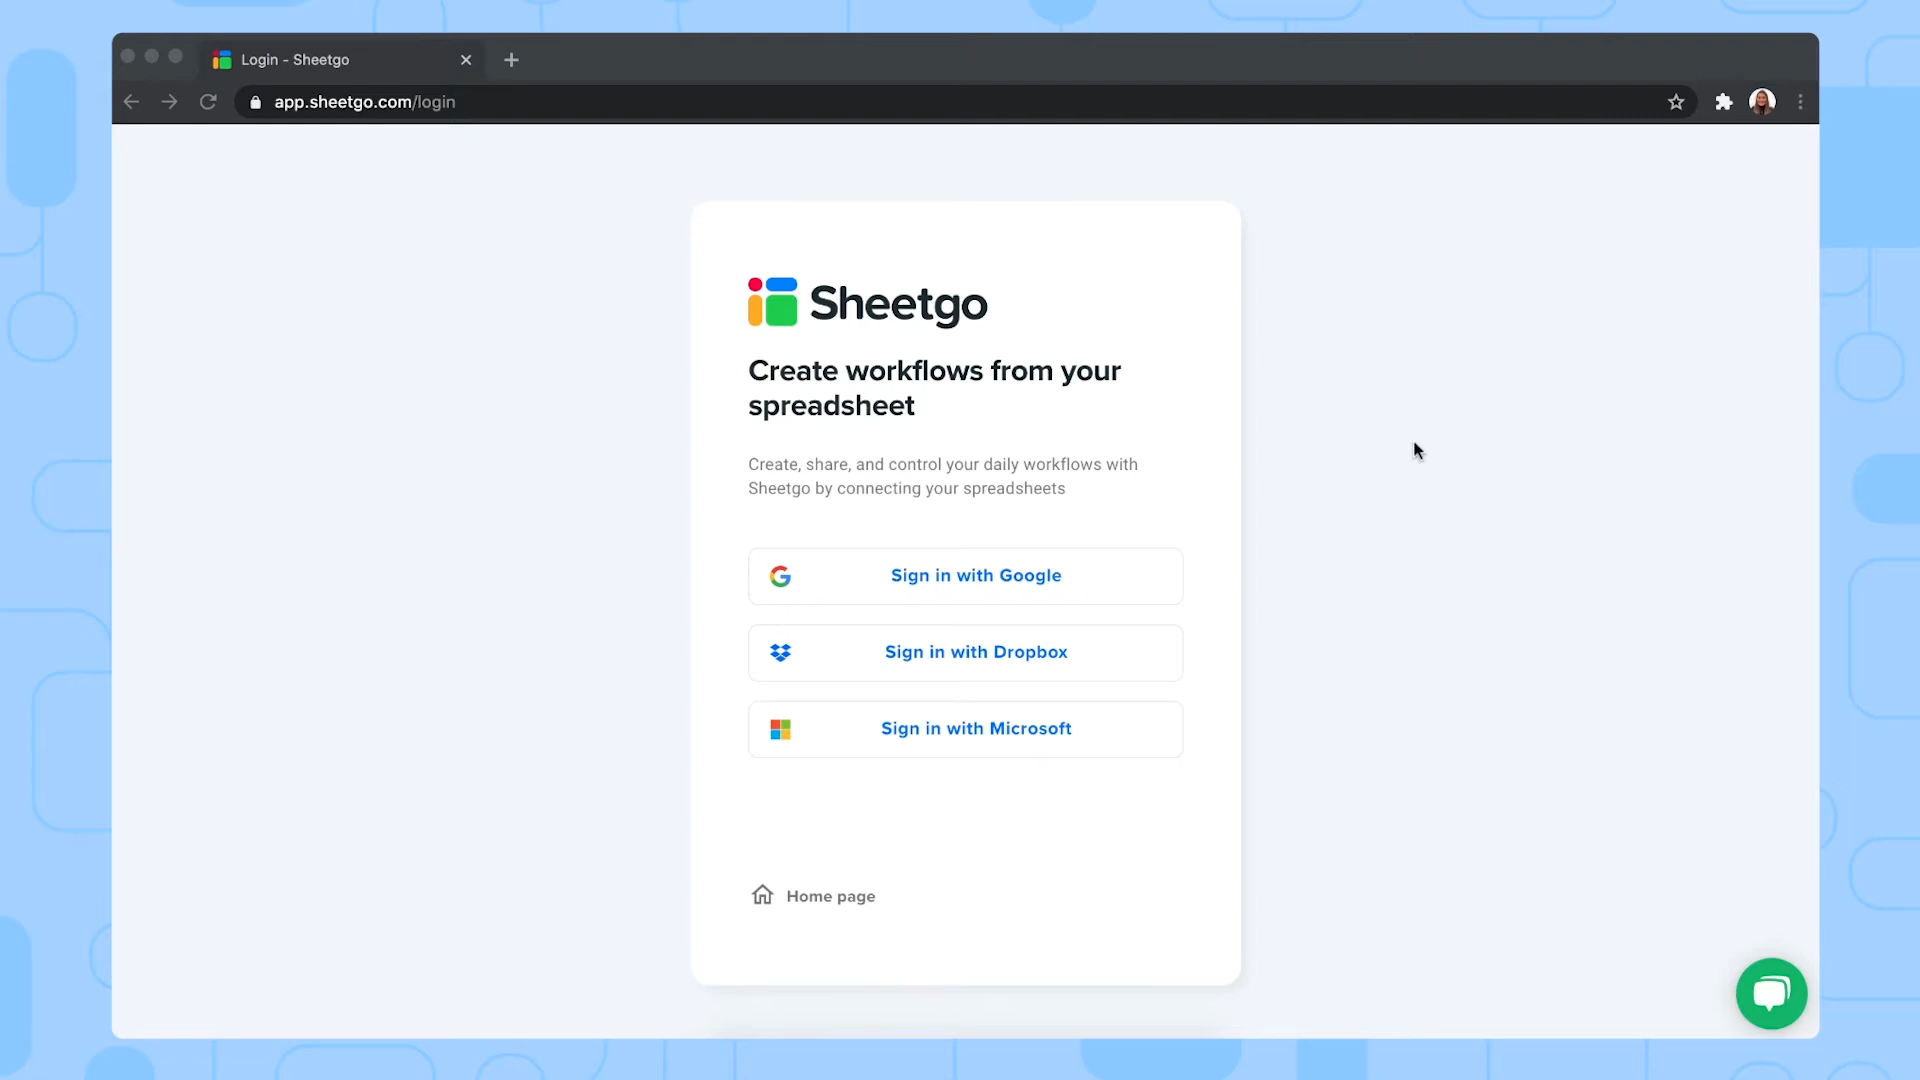 Login - Sheetgo
app.sheetgo.com/login
Sheetgo
Create workflows from your
spreadsheet
Create, share, and control your daily workflows with
Sheetgo by connecting your spreadsheets
Sign in with Google
Sign in with Dropbox
Sign in with Microsoft
Home page